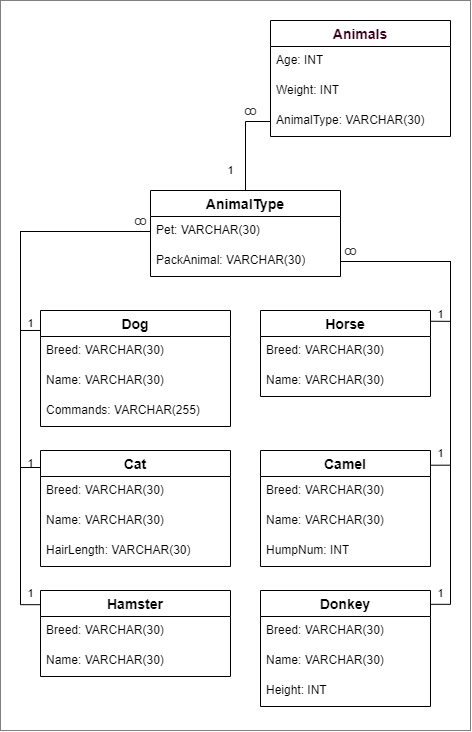 Animals
Age: INT
Weight: INT
AnimalType: VARCHAR(30)
∞
1
AnimalType
Pet: VARCHAR(30)
PackAnimal: VARCHAR(30)
∞
∞
1
Dog
Breed: VARCHAR(30)
Name: VARCHAR(30)
Commands: VARCHAR(255)
1
Horse
Breed: VARCHAR(30)
Name: VARCHAR(30)
1
Cat
Breed: VARCHAR(30)
Name: VARCHAR(30)
HairLength: VARCHAR(30)
1
Camel
Breed: VARCHAR(30)
Name: VARCHAR(30)
HumpNum: INT
1
Hamster
Breed: VARCHAR(30)
Name: VARCHAR(30)
1
Donkey
Breed: VARCHAR(30)
Name: VARCHAR(30)
Height: INT